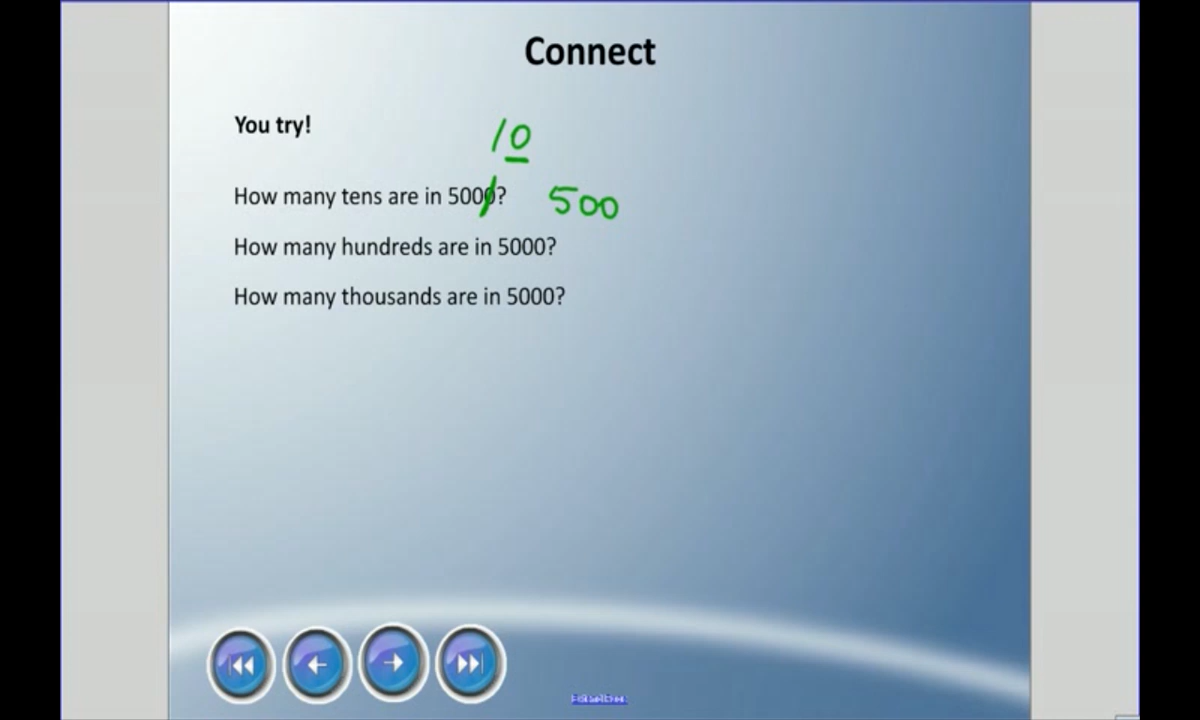 Connect
You try!
10
How many tens are in 5000? 500
How many hundreds are in 5000?
How many thousands are in 5000?